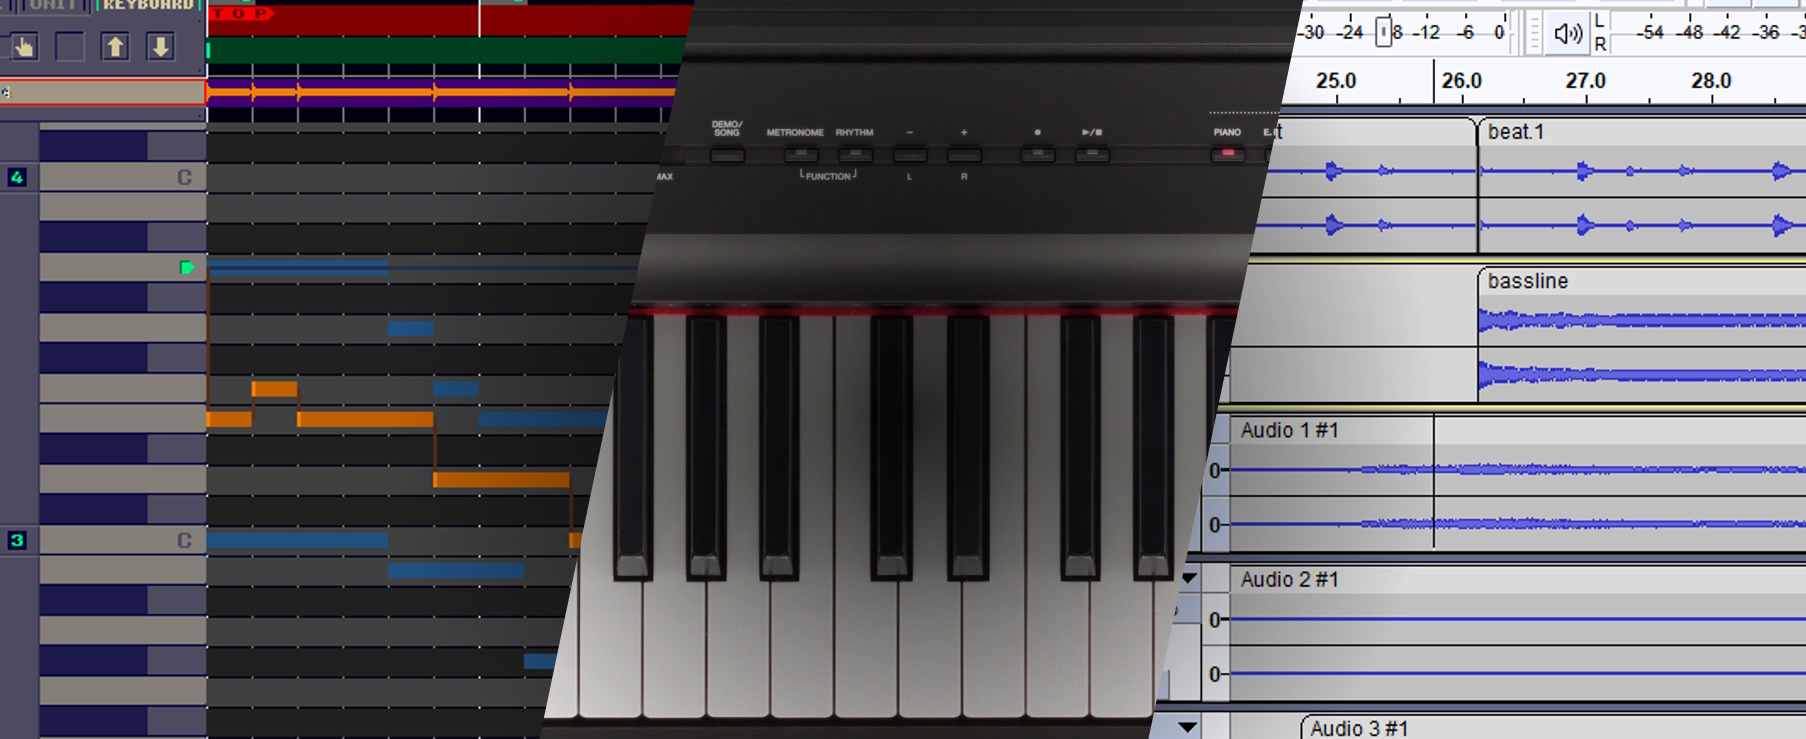 UNIT KEYBOARD
TOP
4 C
3 C
DEMO/
SONG
METRONOME RHYTHM - + ● ►/■ PIANO
MAX
└FUNCTION┘ L R
-30 -24 -12 -6 0
L
R
-54 -48 -42 -36
25.0 26.0 27.0 28.0
beat.1
bassline
Audio 1 #1
0
0
Audio 2 #1
0
0
Audio 3 #1